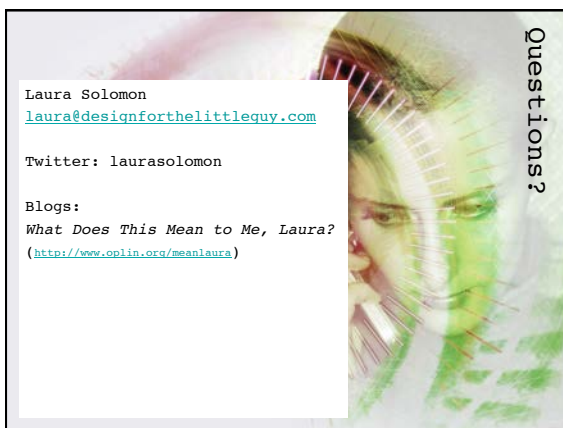 Questions?
Laura Solomon
laura@designforthelittleguy.com
Twitter: laurasolomon
Blogs:
What Does This Mean to Me, Laura?
(http://www.oplin.org/meanlaura)